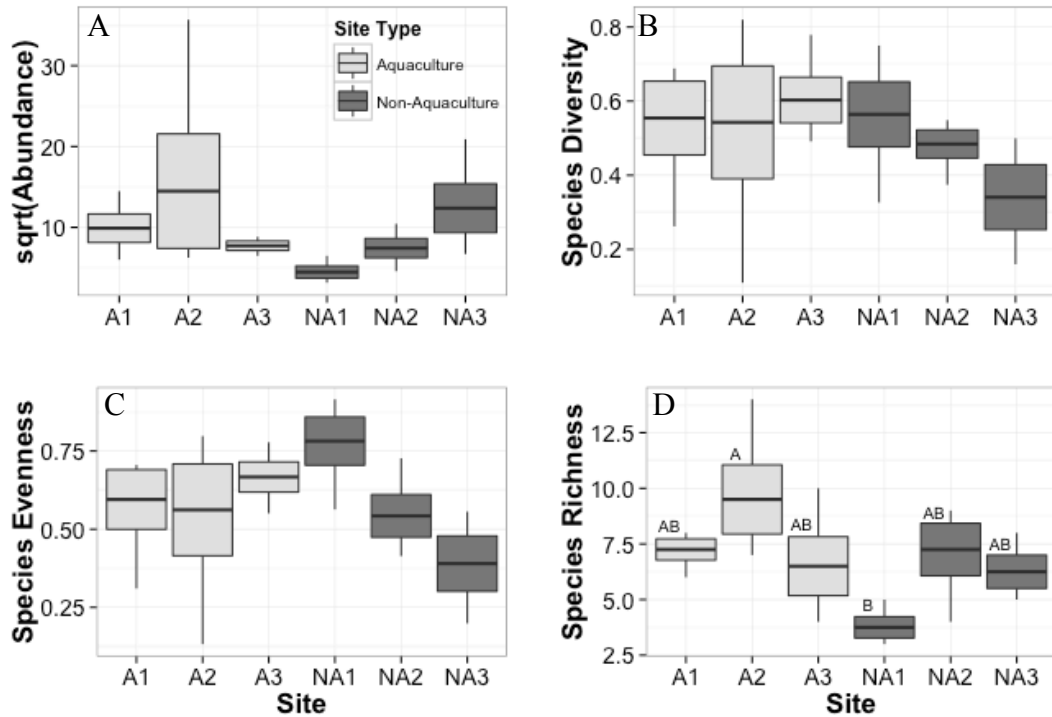 A
sqrt(Abundance)
30
20
10
Site Type
Aquaculture
Non-Aquaculture
A1 A2 A3 NA1 NA2 NA3
B
Species Diversity
0.8
0.6
0.4
0.2
A1 A2 A3 NA1 NA2 NA3
C
Species Evenness
0.75
0.50
0.25
A1 A2 A3 NA1 NA2 NA3
Site
D
Species Richness
12.5
10.0
7.5
5.0
2.5
AB A AB B AB AB
A1 A2 A3 NA1 NA2 NA3
Site